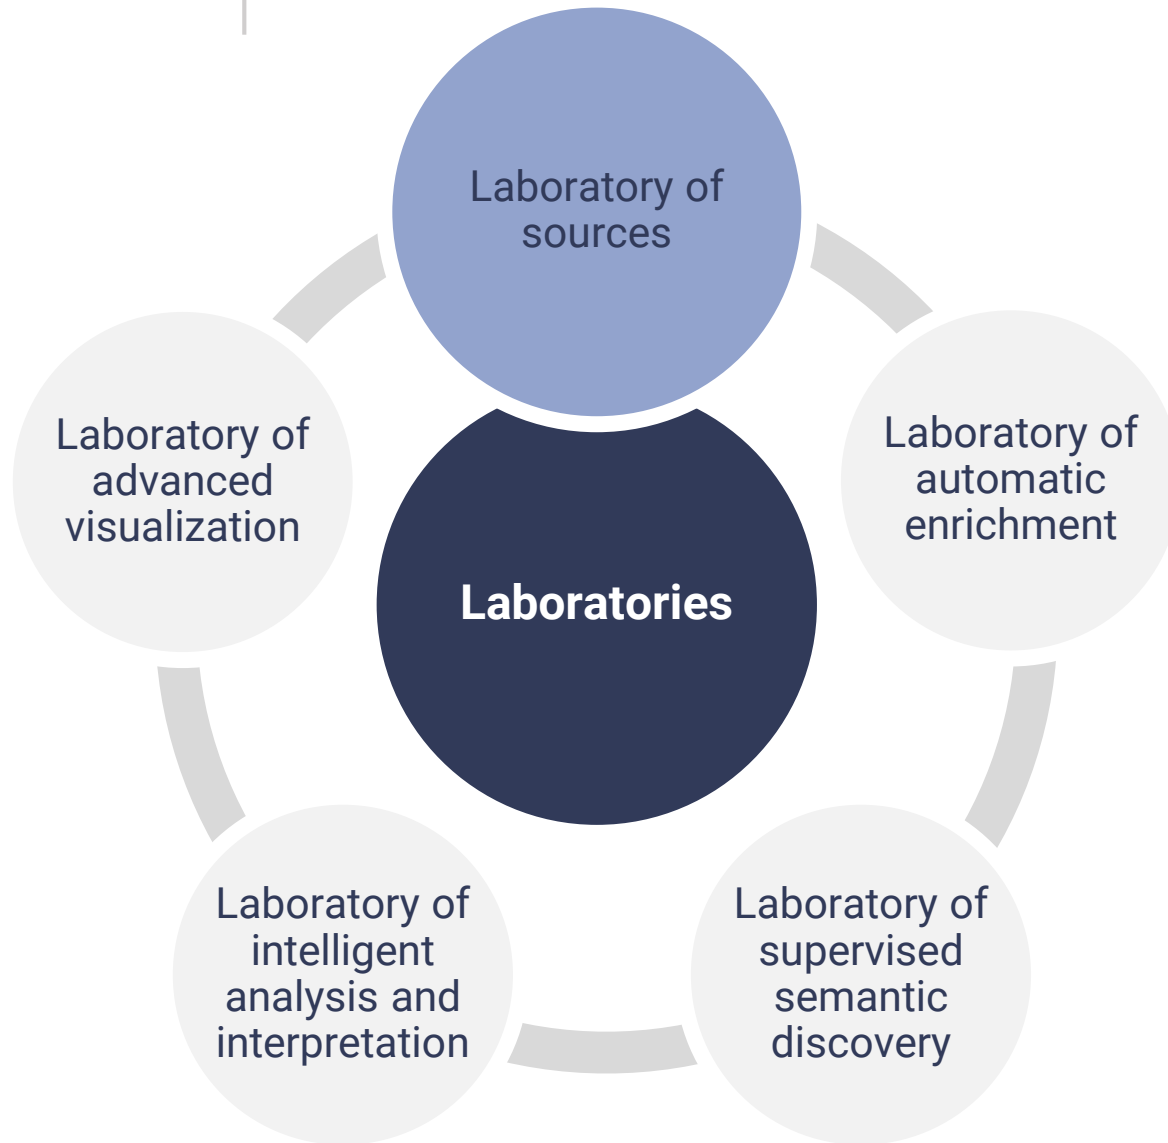 Laboratory of
sources
Laboratory of
advanced
visualization
Laboratory of
automatic
enrichment
Laboratories
Laboratory of
intelligent
analysis and
interpretation
Laboratory of
supervised
semantic
discovery